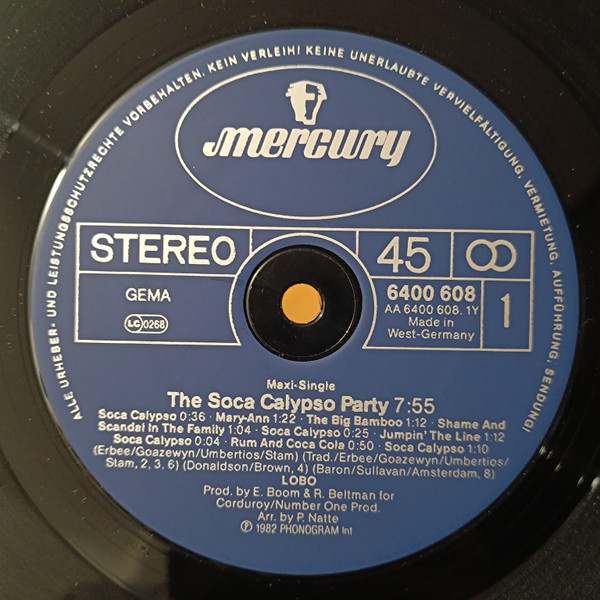 ALLE URHEBER- UND LEISTUNGSSCHUTZRECHTE VORBEHALTEN. KEIN VERLEIH! KEINE UNERLAUBTE VERVIELFÄLTIGUNG, VERMIETUNG, AUFFÜHRUNG, SENDUNG!
mercury
STEREO
45
GEMA
LC 0268
6400 608
AA 6400 608.1Y
Made in
West-Germany
1
Maxi-Single
The Soca Calypso Party 7:55
Soca Calypso 0:36 · Mary-Ann 1:22 · The Big Bamboo 1:12 · Shame And
Scandal In The Family 1:04 · Soca Calypso 0:25 · Jumpin' The Line 1:12
Soca Calypso 0:04 · Rum And Coca Cola 0:50 · Soca Calypso 1:10
(Erbee/Goazewyn/Umbertios/Stam) (Trad./Erbee/Goazewyn/Umbertios/
Stam, 2, 3, 6) (Donaldson/Brown, 4) (Baron/Sullavan/Amsterdam, 8)
LOBO
Prod. by E. Boom & R. Beltman for
Corduroy/Number One Prod.
Arr. by P. Natte
℗ 1982 PHONOGRAM Int